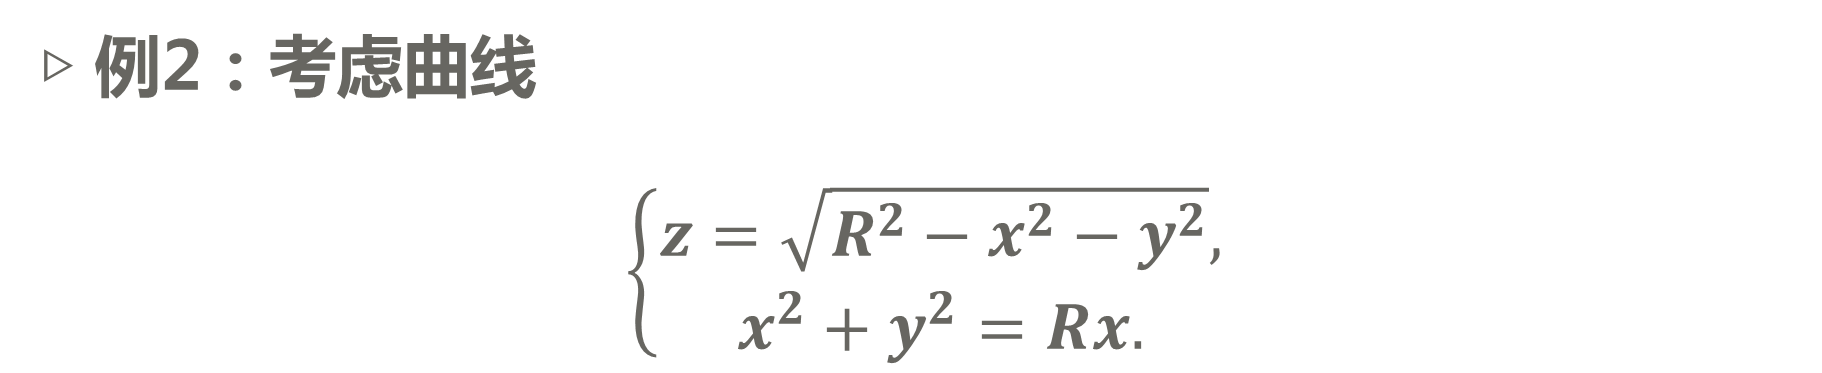 ▷ 例2：考虑曲线
z = √(R² − x² − y²),
x² + y² = Rx.